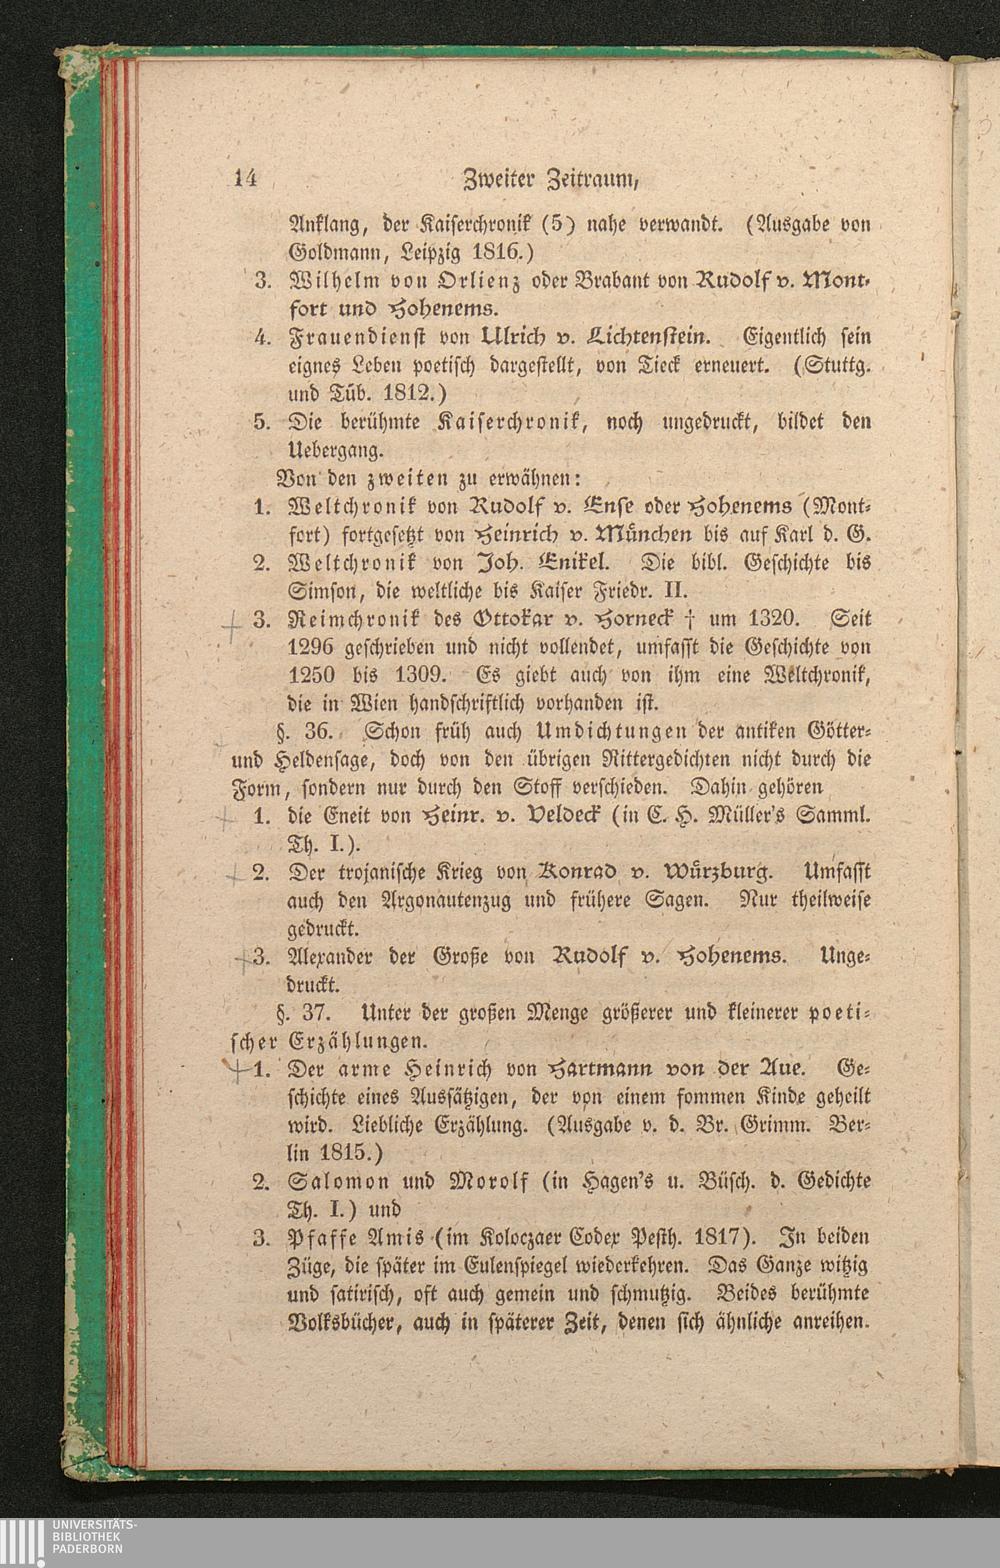 14 Zweiter Zeitraum,
Anklang, der Kaiserchronik (5) nahe verwandt. (Ausgabe von
Goldmann, Leipzig 1816.)
3. Wilhelm von Orlienz oder Brabant von Rudolf v. Mont-
fort und Hohenems.
4. Frauendienst von Ulrich v. Lichtenstein. Eigentlich sein
eignes Leben poetisch dargestellt, von Tieck erneuert. (Stuttg.
und Tüb. 1812.)
5. Die berühmte Kaiserchronik, noch ungedruckt, bildet den
Uebergang.
Von den zweiten zu erwähnen:
1. Weltchronik von Rudolf v. Ense oder Hohenems (Mont-
fort) fortgesetzt von Heinrich v. München bis auf Karl d. G.
2. Weltchronik von Joh. Enikel. Die bibl. Geschichte bis
Simson, die weltliche bis Kaiser Friedr. II.
3. Reimchronik des Ottokar v. Horneck † um 1320. Seit
1296 geschrieben und nicht vollendet, umfasst die Geschichte von
1250 bis 1309. Es giebt auch von ihm eine Weltchronik,
die in Wien handschriftlich vorhanden ist.
§. 36. Schon früh auch Umdichtungen der antiken Götter-
und Heldensage, doch von den übrigen Rittergedichten nicht durch die
Form, sondern nur durch den Stoff verschieden. Dahin gehören
1. die Eneit von Heinr. v. Veldeck (in C. H. Müller's Samml.
Th. I.).
2. Der trojanische Krieg von Konrad v. Würzburg. Umfasst
auch den Argonautenzug und frühere Sagen. Nur theilweise
gedruckt.
3. Alexander der Große von Rudolf v. Hohenems. Unge-
druckt.
§. 37. Unter der großen Menge größerer und kleinerer poeti-
scher Erzählungen.
1. Der arme Heinrich von Hartmann von der Aue. Ge-
schichte eines Aussätzigen, der von einem fommen Kinde geheilt
wird. Liebliche Erzählung. (Ausgabe v. d. Br. Grimm. Ber-
lin 1815.)
2. Salomon und Morolf (in Hagen's u. Büsch. d. Gedichte
Th. I.) und
3. Pfaffe Amis (im Koloczaer Codex Pesth. 1817). In beiden
Züge, die später im Eulenspiegel wiederkehren. Das Ganze witzig
und satirisch, oft auch gemein und schmutzig. Beides berühmte
Volksbücher, auch in späterer Zeit, denen sich ähnliche anreihen.
UNIVERSITÄTS-
BIBLIOTHEK
PADERBORN